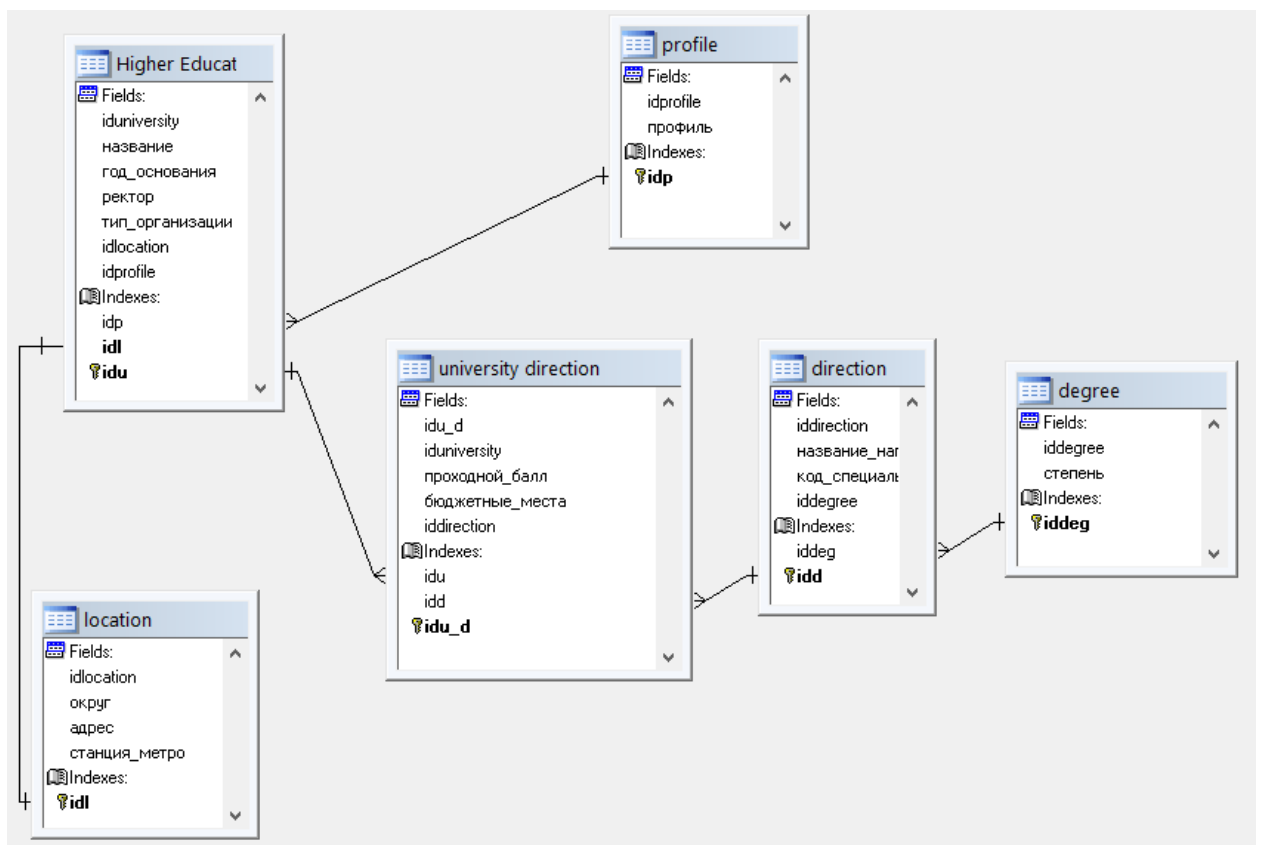 Higher Educat
Fields:
iduniversity
название
год_основания
ректор
тип_организации
idlocation
idprofile
Indexes:
idp
idl
idu
profile
Fields:
idprofile
профиль
Indexes:
idp
university direction
Fields:
idu_d
iduniversity
проходной_балл
бюджетные_места
iddirection
Indexes:
idu
idd
idu_d
direction
Fields:
iddirection
название_нап
код_специаль
iddegree
Indexes:
iddeg
idd
degree
Fields:
iddegree
степень
Indexes:
iddeg
location
Fields:
idlocation
округ
адрес
станция_метро
Indexes:
idl